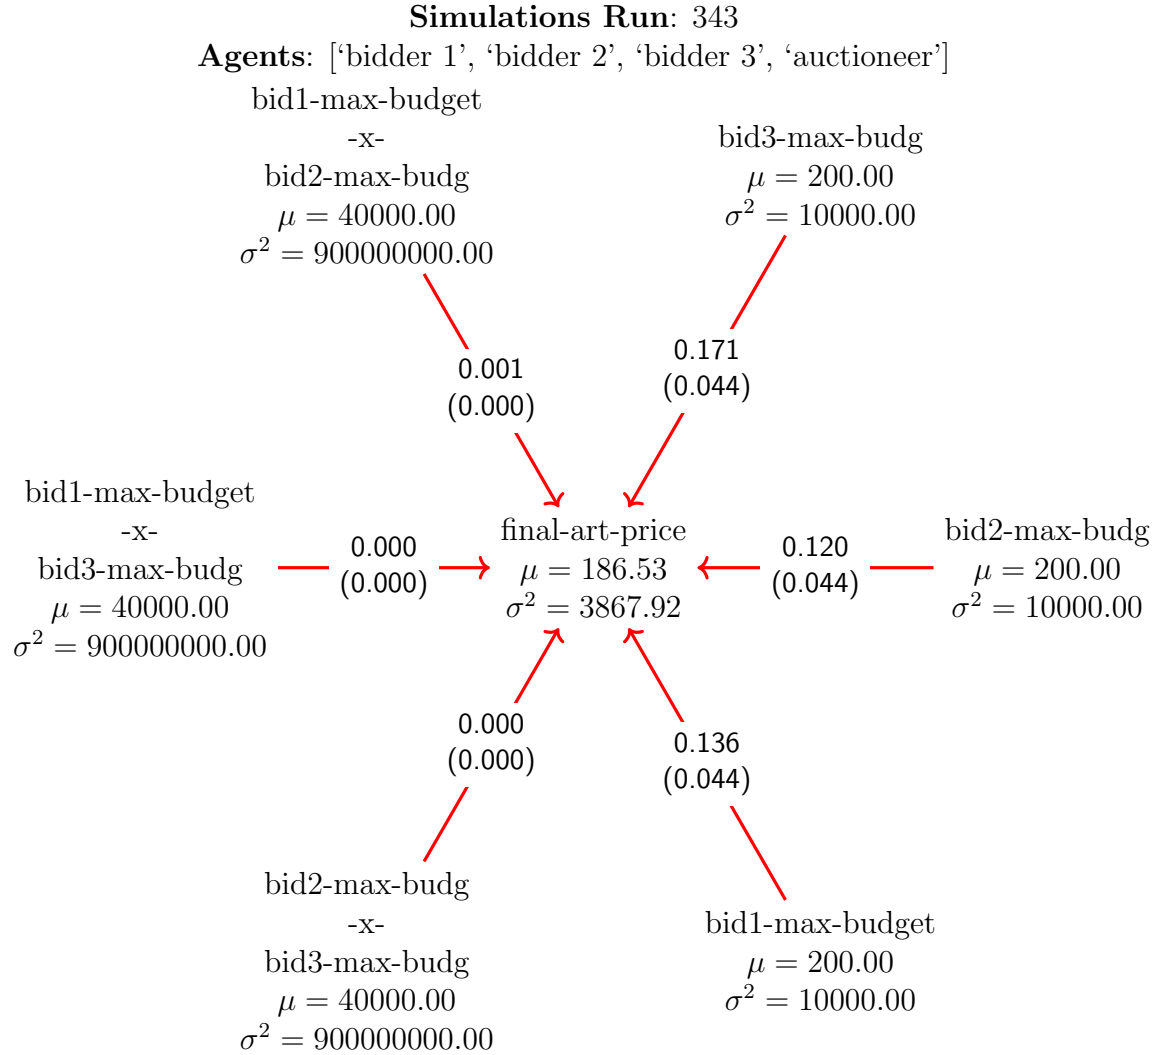 Simulations Run: 343
Agents: [‘bidder 1’, ‘bidder 2’, ‘bidder 3’, ‘auctioneer’]
bid1-max-budget
-x-
bid2-max-budg
μ = 40000.00
σ² = 900000000.00
bid3-max-budg
μ = 200.00
σ² = 10000.00
0.001
(0.000)
0.171
(0.044)
bid1-max-budget
-x-
bid3-max-budg
μ = 40000.00
σ² = 900000000.00
0.000
(0.000)
final-art-price
μ = 186.53
σ² = 3867.92
0.120
(0.044)
bid2-max-budg
μ = 200.00
σ² = 10000.00
0.000
(0.000)
0.136
(0.044)
bid2-max-budg
-x-
bid3-max-budg
μ = 40000.00
σ² = 900000000.00
bid1-max-budget
μ = 200.00
σ² = 10000.00